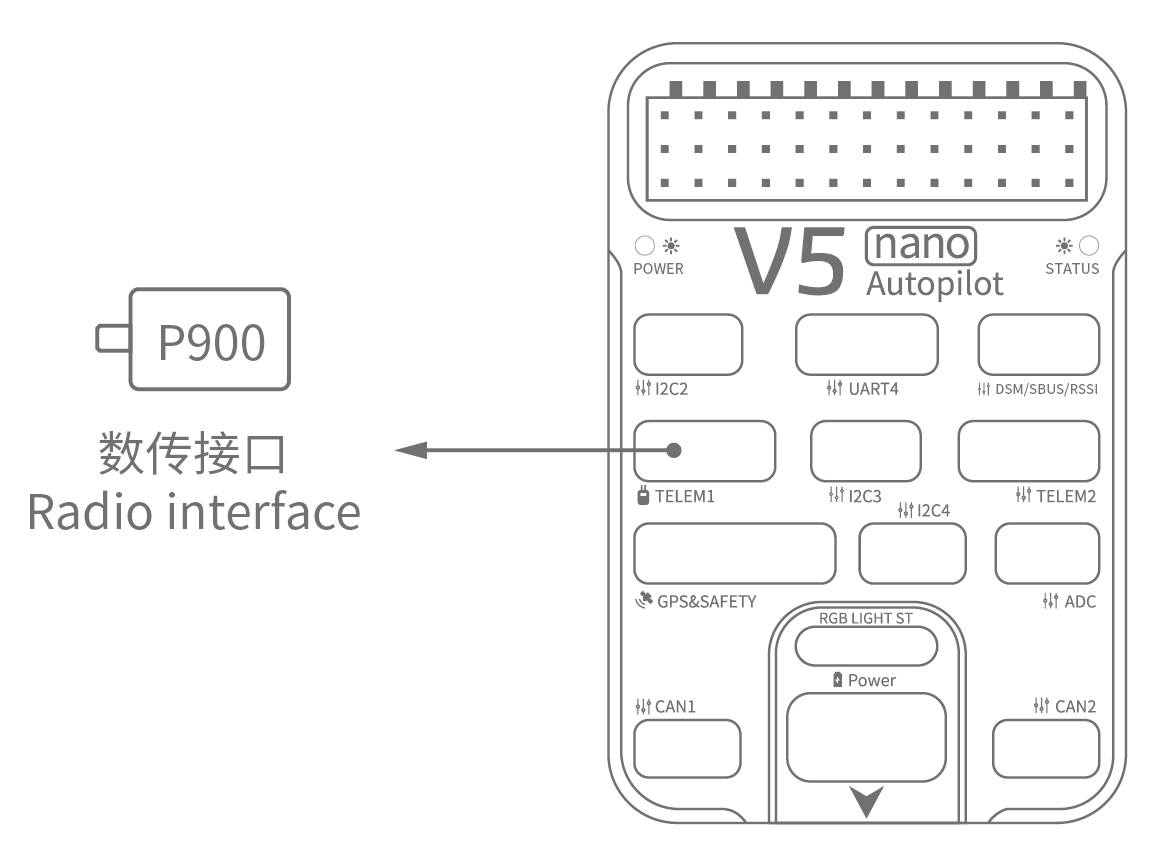 V5 nano
Autopilot
POWER
STATUS
I2C2
UART4
DSM/SBUS/RSSI
P900
数传接口
Radio interface
TELEM1
I2C3
TELEM2
I2C4
GPS&SAFETY
ADC
RGB LIGHT ST
Power
CAN1
CAN2